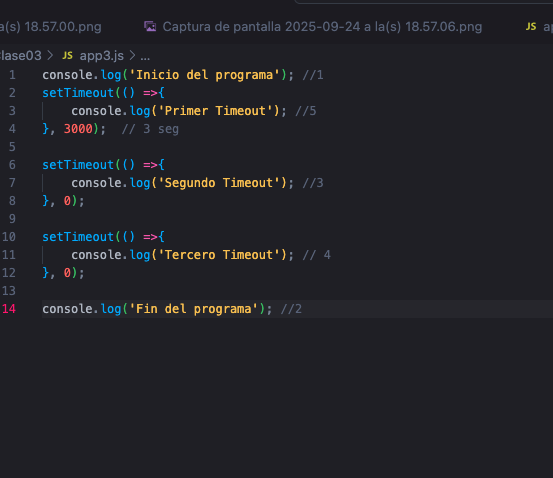 a(s) 18.57.00.png Captura de pantalla 2025-09-24 a la(s) 18.57.06.png JS
Clase03 > JS app3.js > ...
1 console.log('Inicio del programa'); //1
2 setTimeout(() =>{
3 console.log('Primer Timeout'); //5
4 }, 3000);  // 3 seg
5
6 setTimeout(() =>{
7 console.log('Segundo Timeout'); //3
8 }, 0);
9
10 setTimeout(() =>{
11 console.log('Tercero Timeout'); // 4
12 }, 0);
13
14 console.log('Fin del programa'); //2